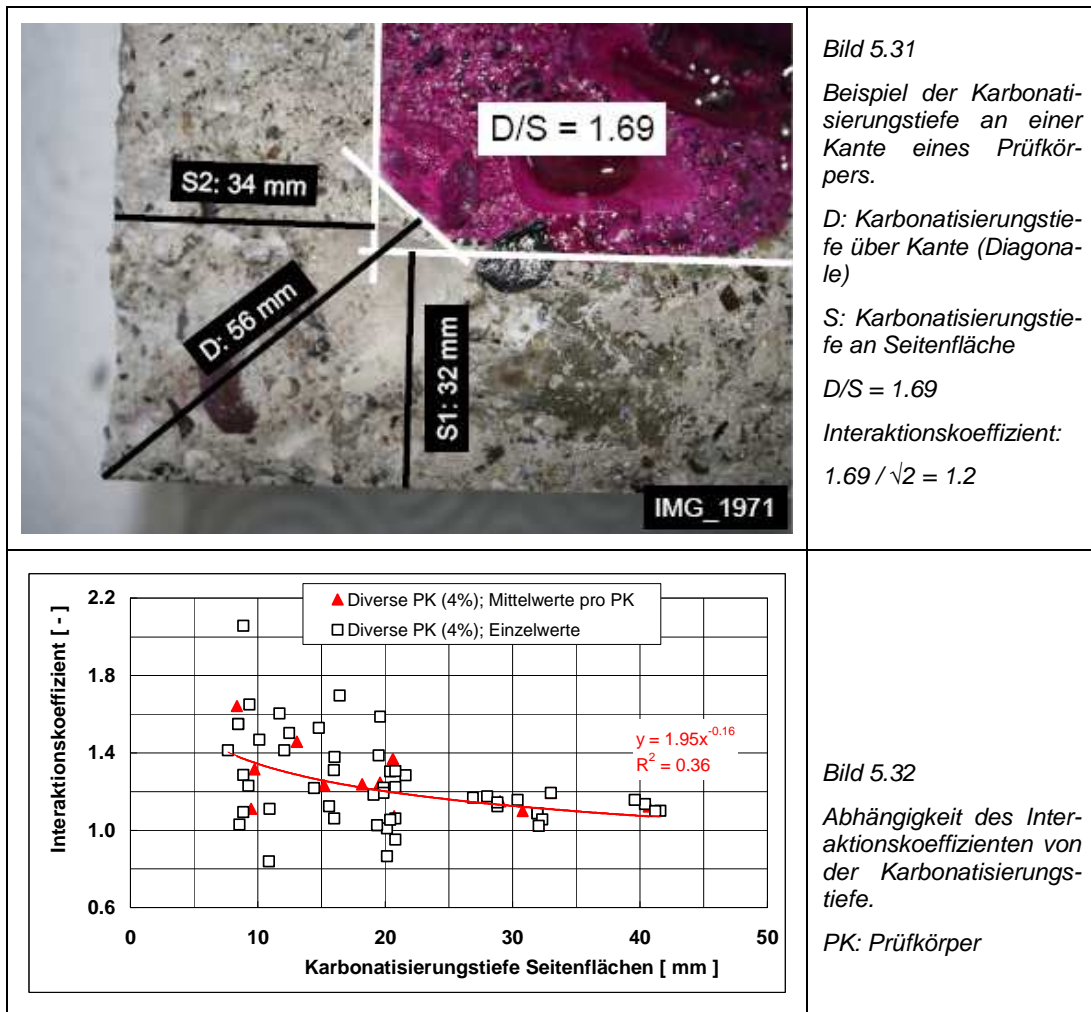 D/S = 1.69
S2: 34 mm
D: 56 mm
S1: 32 mm
IMG_1971
Bild 5.31
Beispiel der Karbonati-
sierungstiefe an einer
Kante eines Prüfkör-
pers.
D: Karbonatisierungstie-
fe über Kante (Diagona-
le)
S: Karbonatisierungstie-
fe an Seitenfläche
D/S = 1.69
Interaktionskoeffizient:
1.69 / √2 = 1.2
Interaktionskoeffizient [ - ]
2.2
1.8
1.4
1.0
0.6
Diverse PK (4%); Mittelwerte pro PK
Diverse PK (4%); Einzelwerte
y = 1.95x^-0.16
R² = 0.36
0 10 20 30 40 50
Karbonatisierungstiefe Seitenflächen [ mm ]
Bild 5.32
Abhängigkeit des Inter-
aktionskoeffizienten von
der Karbonatisierungs-
tiefe.
PK: Prüfkörper